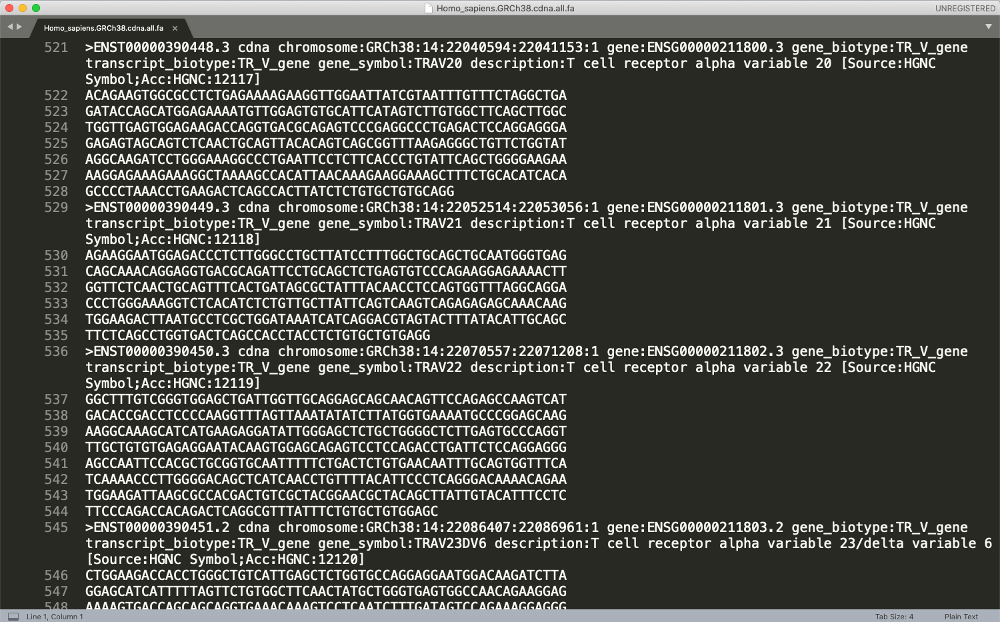 Homo_sapiens.GRCh38.cdna.all.fa
UNREGISTERED
Homo_sapiens.GRCh38.cdna.all.fa ×
521 >ENST00000390448.3 cdna chromosome:GRCh38:14:22040594:22041153:1 gene:ENSG00000211800.3 gene_biotype:TR_V_gene
transcript_biotype:TR_V_gene gene_symbol:TRAV20 description:T cell receptor alpha variable 20 [Source:HGNC
Symbol;Acc:HGNC:12117]
522 ACAGAAGTGGCGCCTCTGAGAAAAGAAGGTTGGAATTATCGTAATTTGTTTCTAGGCTGA
523 GATACCAGCATGGAGAAAATGTTGGAGTGTGCATTCATAGTCTTGTGGCTTCAGCTTGGC
524 TGGTTGAGTGGAGAAGACCAGGTGACGCAGAGTCCCGAGGCCCTGAGACTCCAGGAGGGA
525 GAGAGTAGCAGTCTCAACTGCAGTTACACAGTCAGCGGTTTAAGAGGGCTGTTCTGGTAT
526 AGGCAAGATCCTGGGAAAGGCCCTGAATTCCTCTTCACCCTGTATTCAGCTGGGGAAGAA
527 AAGGAGAAAGAAAGGCTAAAAGCCACATTAACAAAGAAGGAAAGCTTTCTGCACATCACA
528 GCCCCTAAACCTGAAGACTCAGCCACTTATCTCTGTGCTGTGCAGG
529 >ENST00000390449.3 cdna chromosome:GRCh38:14:22052514:22053056:1 gene:ENSG00000211801.3 gene_biotype:TR_V_gene
transcript_biotype:TR_V_gene gene_symbol:TRAV21 description:T cell receptor alpha variable 21 [Source:HGNC
Symbol;Acc:HGNC:12118]
530 AGAAGGAATGGAGACCCTCTTGGGCCTGCTTATCCTTTGGCTGCAGCTGCAATGGGTGAG
531 CAGCAAACAGGAGGTGACGCAGATTCCTGCAGCTCTGAGTGTCCCAGAAGGAGAAAACTT
532 GGTTCTCAACTGCAGTTTCACTGATAGCGCTATTTACAACCTCCAGTGGTTTAGGCAGGA
533 CCCTGGGAAAGGTCTCACATCTCTGTTGCTTATTCAGTCAAGTCAGAGAGAGCAAACAAG
534 TGGAAGACTTAATGCCTCGCTGGATAAATCATCAGGACGTAGTACTTTATACATTGCAGC
535 TTCTCAGCCTGGTGACTCAGCCACCTACCTCTGTGCTGTGAGG
536 >ENST00000390450.3 cdna chromosome:GRCh38:14:22070557:22071208:1 gene:ENSG00000211802.3 gene_biotype:TR_V_gene
transcript_biotype:TR_V_gene gene_symbol:TRAV22 description:T cell receptor alpha variable 22 [Source:HGNC
Symbol;Acc:HGNC:12119]
537 GGCTTTGTCGGGTGGAGCTGATTGGTTGCAGGAGCAGCAACAGTTCCAGAGCCAAGTCAT
538 GACACCGACCTCCCCAAGGTTTAGTTAAATATATCTTATGGTGAAAATGCCCGGAGCAAG
539 AAGGCAAAGCATCATGAAGAGGATATTGGGAGCTCTGCTGGGGCTCTTGAGTGCCCAGGT
540 TTGCTGTGTGAGAGGAATACAAGTGGAGCAGAGTCCTCCAGACCTGATTCTCCAGGAGGG
541 AGCCAATTCCACGCTGCGGTGCAATTTTTCTGACTCTGTGAACAATTTGCAGTGGTTTCA
542 TCAAAACCCTTGGGGACAGCTCATCAACCTGTTTTACATTCCCTCAGGGACAAAACAGAA
543 TGGAAGATTAAGCGCCACGACTGTCGCTACGGAACGCTACAGCTTATTGTACATTTCCTC
544 TTCCCAGACCACAGACTCAGGCGTTTATTTCTGTGCTGTGGAGC
545 >ENST00000390451.2 cdna chromosome:GRCh38:14:22086407:22086961:1 gene:ENSG00000211803.2 gene_biotype:TR_V_gene
transcript_biotype:TR_V_gene gene_symbol:TRAV23DV6 description:T cell receptor alpha variable 23/delta variable 6
[Source:HGNC Symbol;Acc:HGNC:12120]
546 CTGGAAGACCACCTGGGCTGTCATTGAGCTCTGGTGCCAGGAGGAATGGACAAGATCTTA
547 GGAGCATCATTTTTAGTTCTGTGGCTTCAACTATGCTGGGTGAGTGGCCAACAGAAGGAG
548 AAAAGTGACCAGCAGCAGGTGAAACAAAGTCCTCAATCTTTGATAGTCCAGAAAGGAGGG
Line 1, Column 1
Tab Size: 4
Plain Text